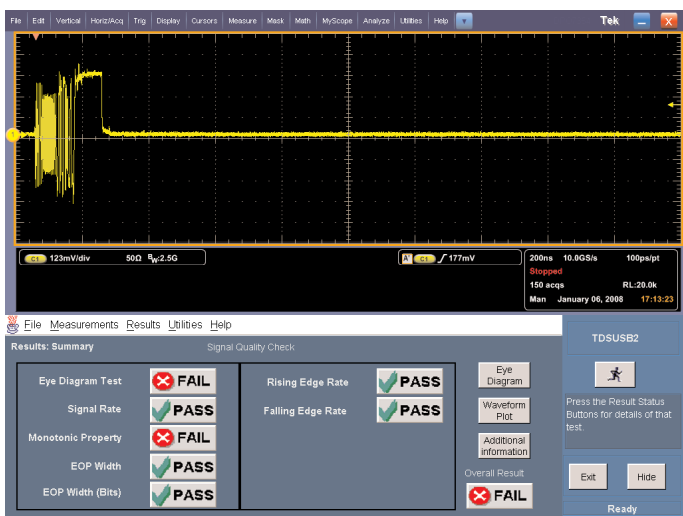 File Edit Vertical Horiz/Acq Trig Display Cursors Measure Mask Math MyScope Analyze Utilities Help Tek
1
C1 123mV/div 50Ω BW:2.5G
A' C1 177mV
200ns 10.0GS/s 100ps/pt
Stopped
150 acqs RL:20.0k
Man January 06, 2008 17:13:23
File Measurements Results Utilities Help
Results: Summary Signal Quality Check
TDSUSB2
Eye Diagram Test FAIL
Signal Rate PASS
Monotonic Property FAIL
EOP Width PASS
EOP Width (Bits) PASS
Rising Edge Rate PASS
Falling Edge Rate PASS
Eye
Diagram
Waveform
Plot
Additional
information
Overall Result
FAIL
Press the Result Status
Buttons for details of that
test.
Exit Hide
Ready